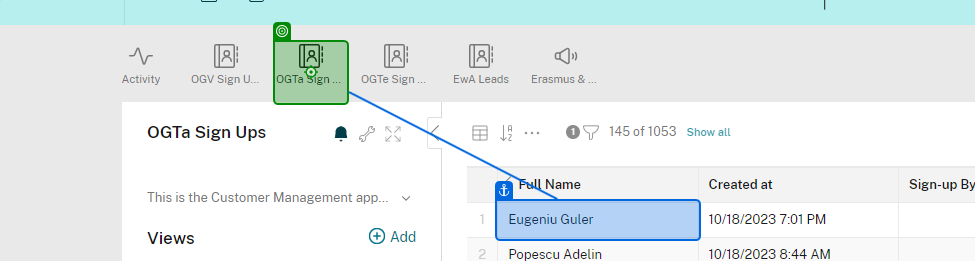 Activity
OGV Sign U...
OGTa Sign ...
OGTe Sign ...
EwA Leads
Erasmus & ...
OGTa Sign Ups
1
145 of 1053
Show all
This is the Customer Management app...
Full Name
Created at
Sign-up By
Views
Add
1
Eugeniu Guler
10/18/2023 7:01 PM
2
Popescu Adelin
10/18/2023 8:44 AM